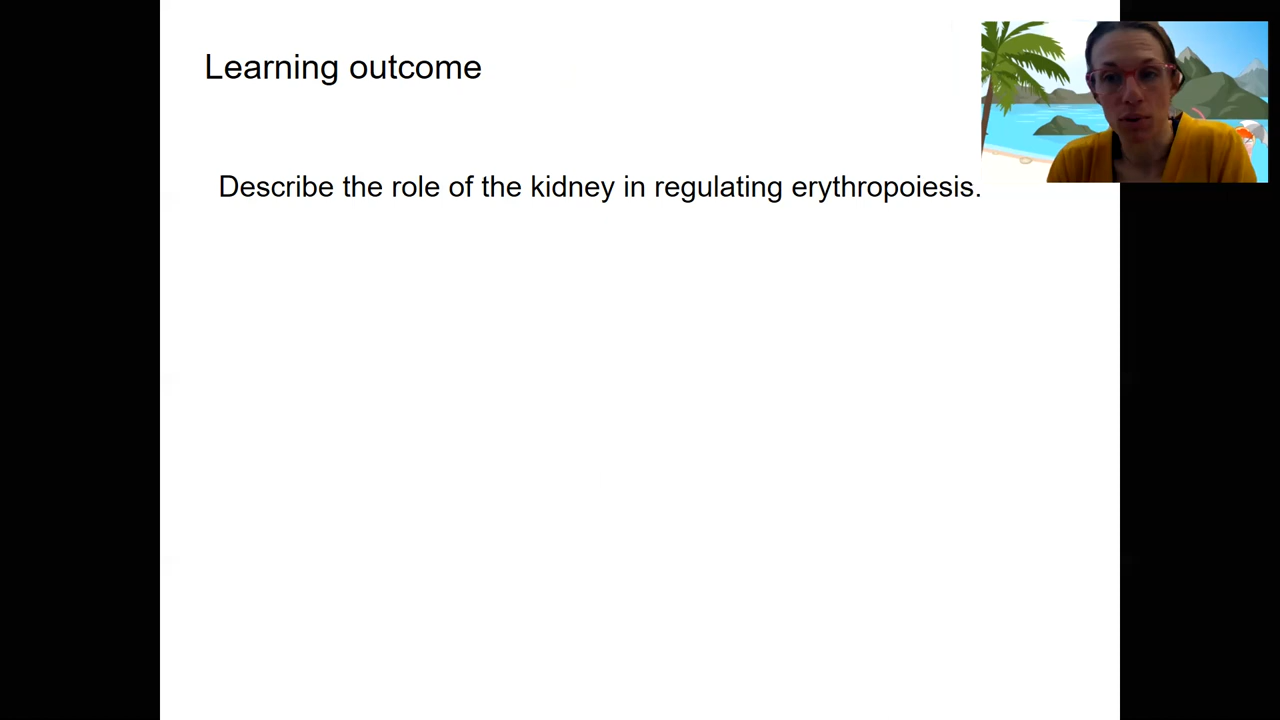 Learning outcome
Describe the role of the kidney in regulating erythropoiesis.